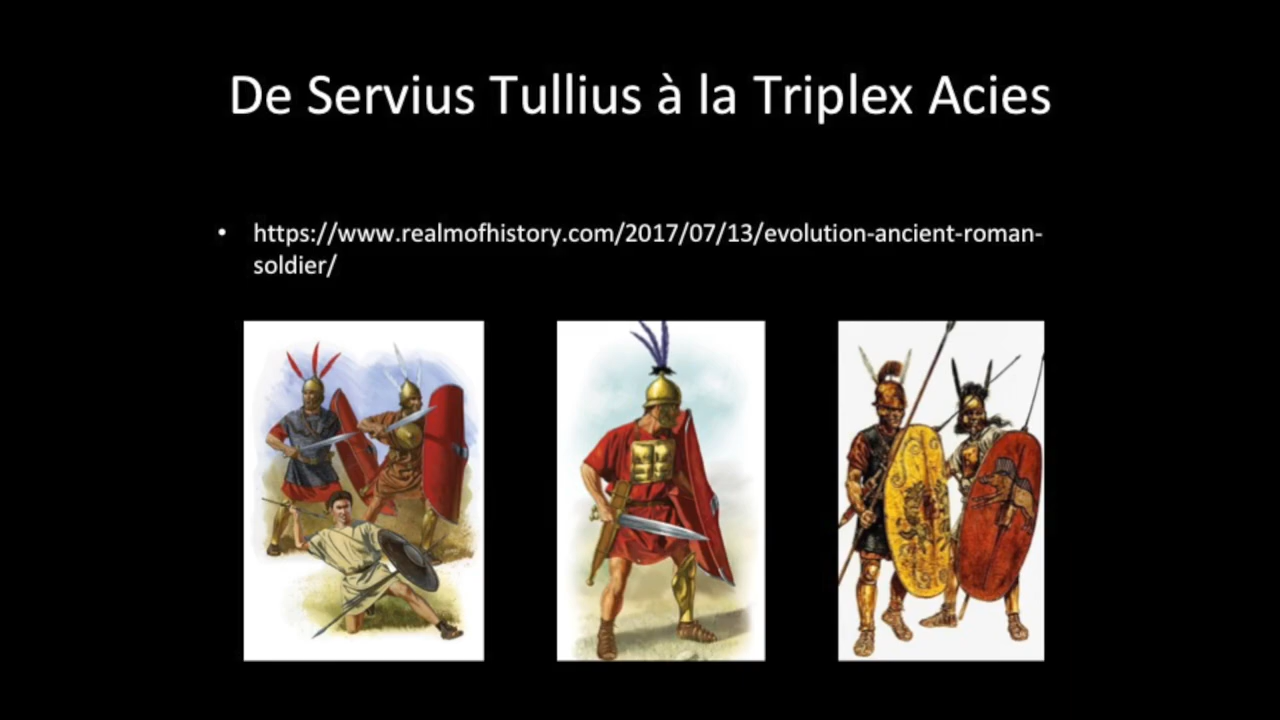 De Servius Tullius à la Triplex Acies
• https://www.realmofhistory.com/2017/07/13/evolution-ancient-roman-
soldier/